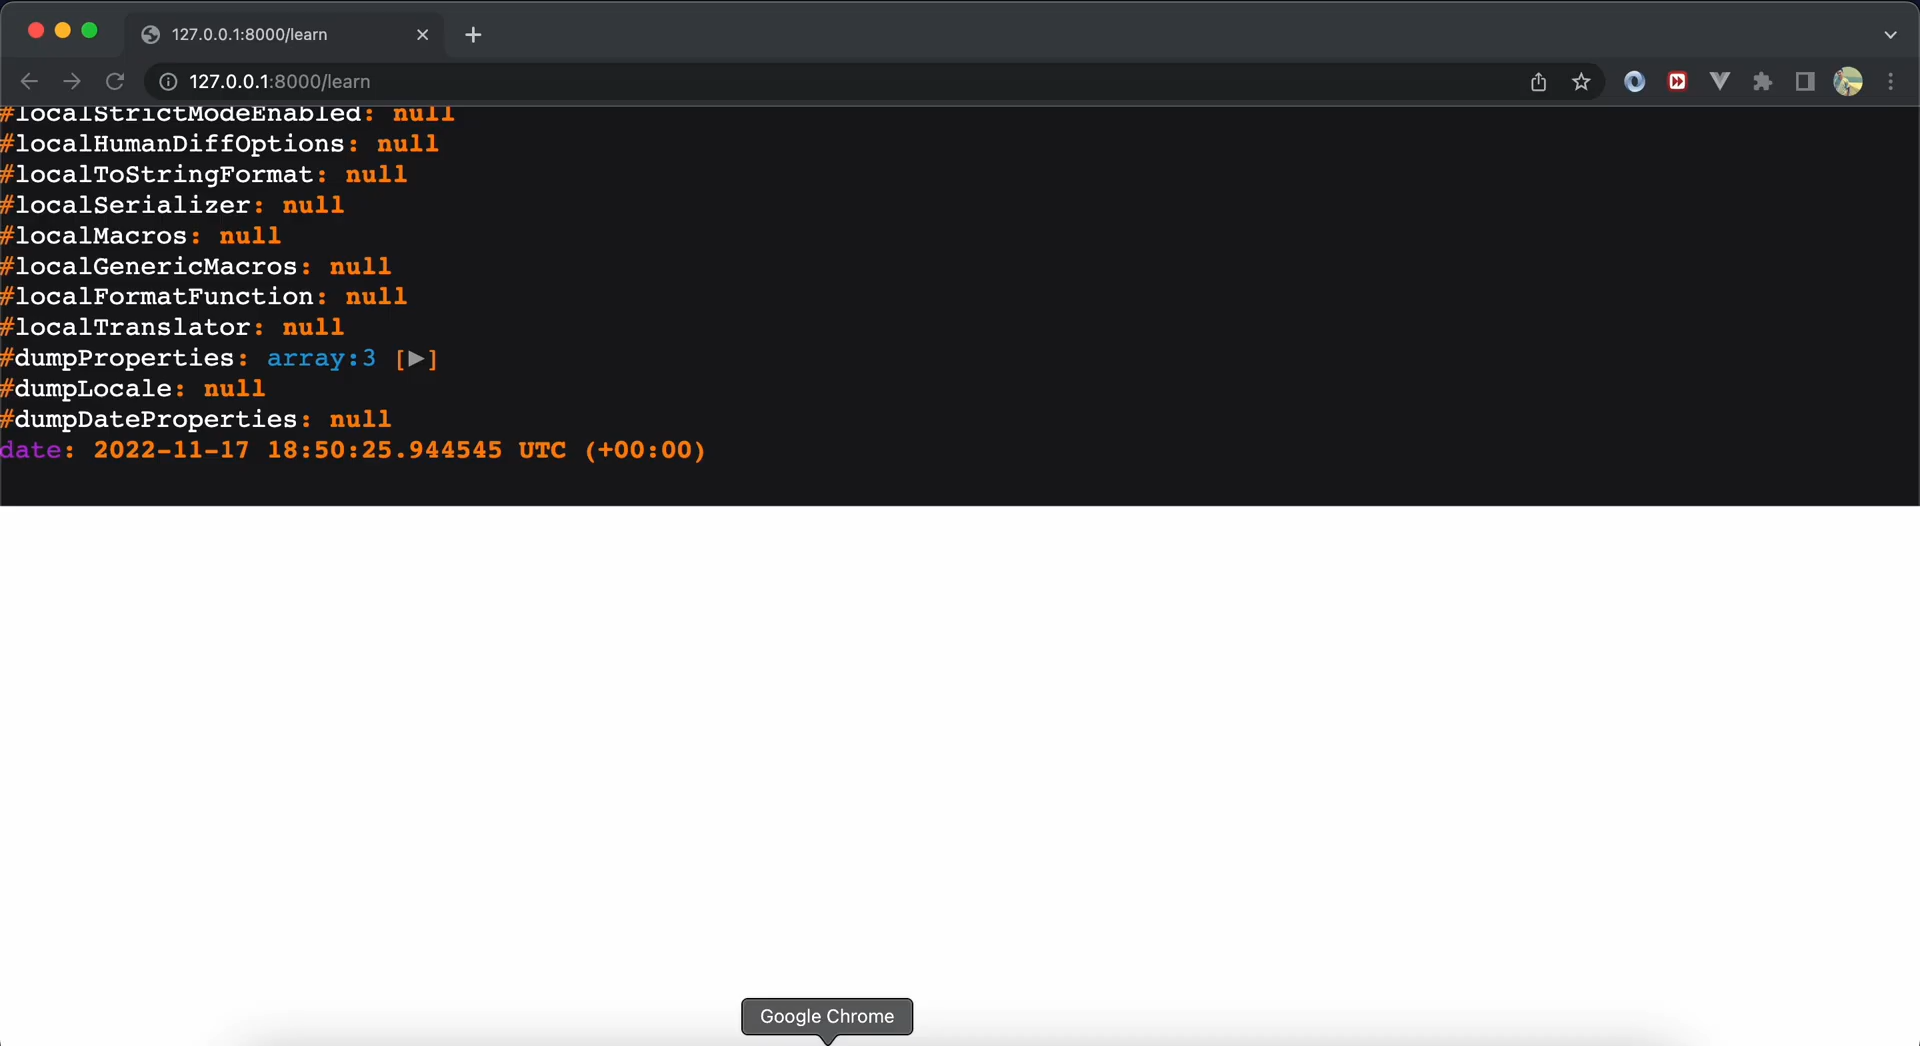 127.0.0.1:8000/learn
127.0.0.1:8000/learn
#localStrictModeEnabled: null
#localHumanDiffOptions: null
#localToStringFormat: null
#localSerializer: null
#localMacros: null
#localGenericMacros: null
#localFormatFunction: null
#localTranslator: null
#dumpProperties: array:3 [▶]
#dumpLocale: null
#dumpDateProperties: null
date: 2022-11-17 18:50:25.944545 UTC (+00:00)
Google Chrome